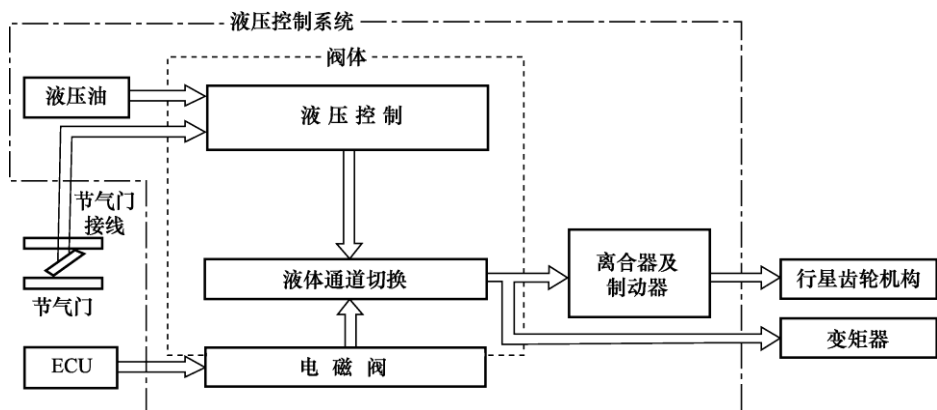 液压控制系统
阀体
液压油
液压控制
节气门
接线
节气门
液体通道切换
离合器及
制动器
行星齿轮机构
变矩器
ECU
电磁阀